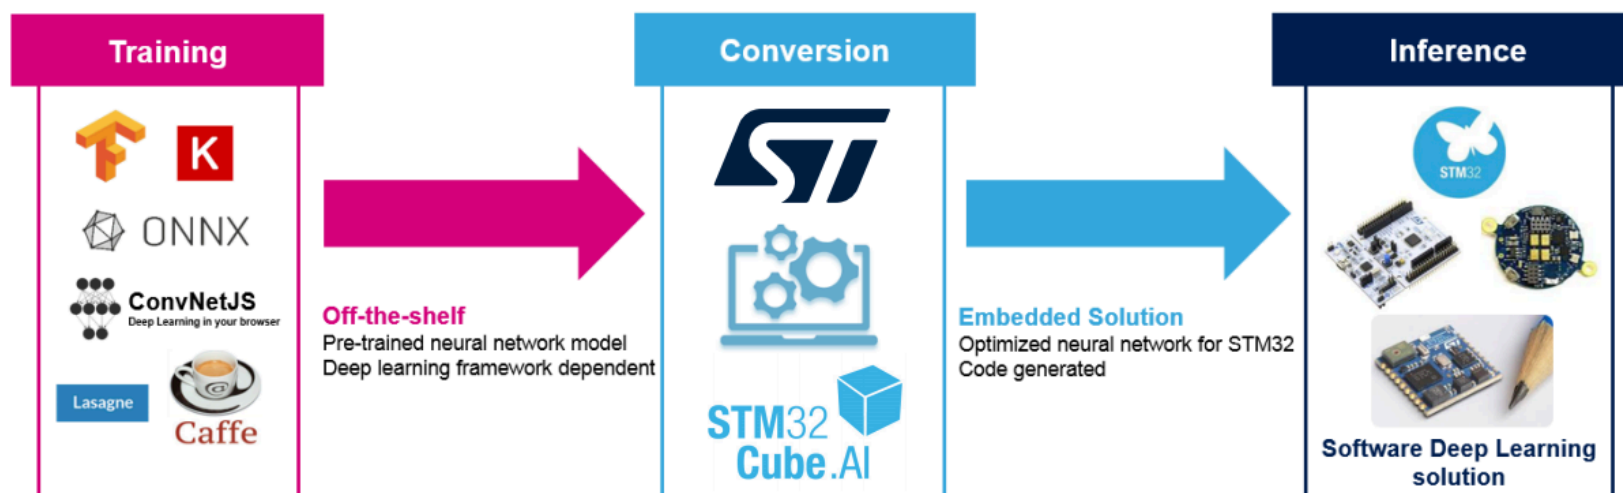 Training
K
ONNX
ConvNetJS
Deep Learning in your browser
Lasagne
@
Caffe
Off-the-shelf
Pre-trained neural network model
Deep learning framework dependent
Conversion
ST
STM32
Cube.AI
Embedded Solution
Optimized neural network for STM32
Code generated
Inference
STM32
Software Deep Learning
solution